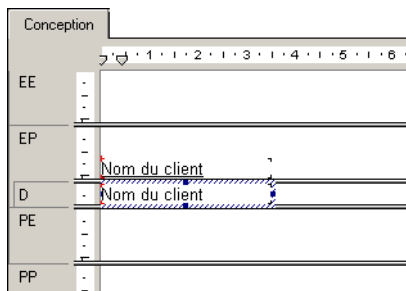 Conception
1 2 3 4 5 6
EE
EP
Nom du client
D Nom du client
PE
PP